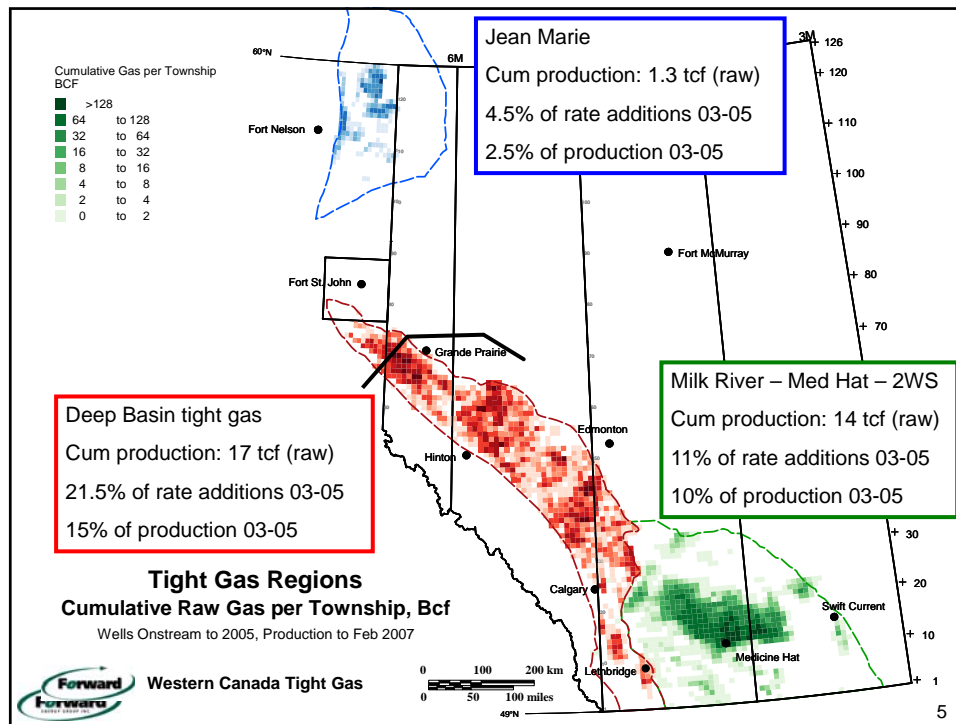 60°N
6M
3M
126
120
110
100
90
80
70
30
20
10
1
Cumulative Gas per Township
BCF
>128
64 to 128
32 to 64
16 to 32
8 to 16
4 to 8
2 to 4
0 to 2
Jean Marie
Cum production: 1.3 tcf (raw)
4.5% of rate additions 03-05
2.5% of production 03-05
Fort Nelson
Fort McMurray
Fort St. John
Grande Prairie
Milk River – Med Hat – 2WS
Cum production: 14 tcf (raw)
11% of rate additions 03-05
10% of production 03-05
Deep Basin tight gas
Cum production: 17 tcf (raw)
21.5% of rate additions 03-05
15% of production 03-05
Edmonton
Hinton
Calgary
Swift Current
Medicine Hat
Lethbridge
Tight Gas Regions
Cumulative Raw Gas per Township, Bcf
Wells Onstream to 2005, Production to Feb 2007
0 100 200 km
0 50 100 miles
49°N
Forward
Forward
ENERGY GROUP INC.
Western Canada Tight Gas
5